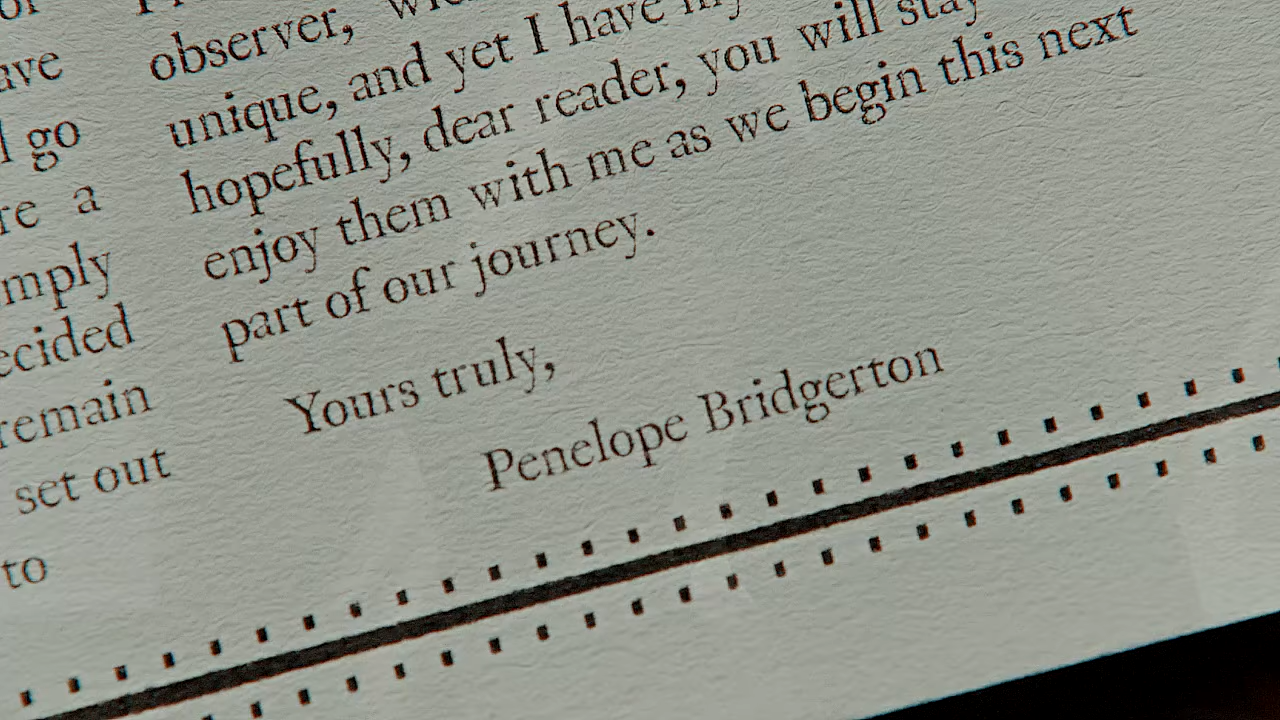 ave
go
re a
mply
ecided
remain
set out
to
observer,
unique, and yet I have
hopefully, dear reader, you will stay
enjoy them with me as we begin this next
part of our journey.
Yours truly,
Penelope Bridgerton